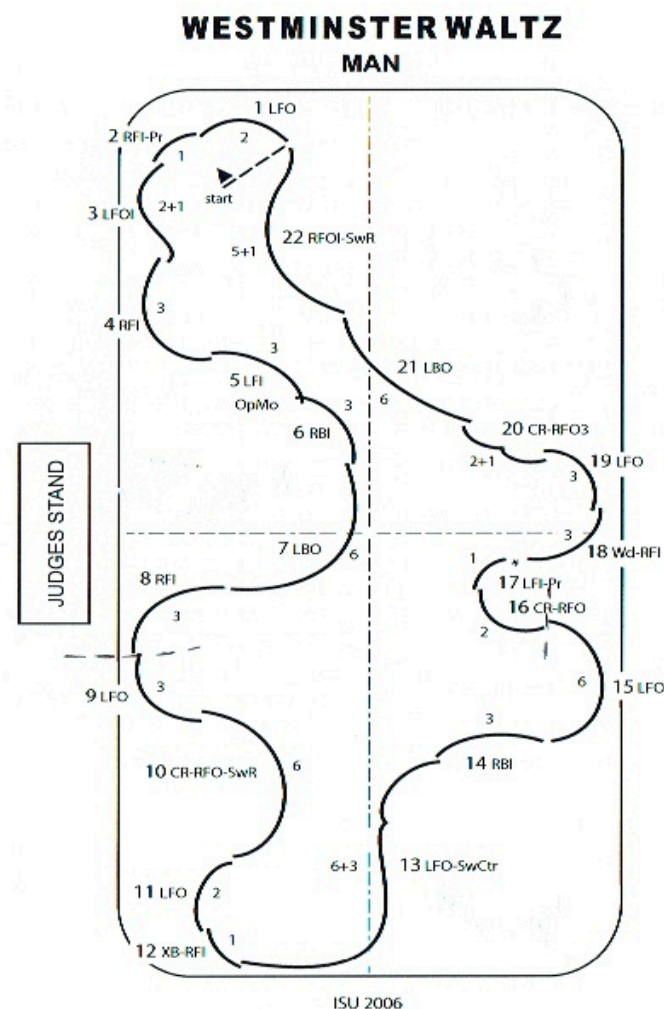 WESTMINSTER WALTZ
MAN
1 LFO
2 RFI-Pr
1
2
start
3 LFOI
2+1
22 RFOI-SwR
5+1
4 RFI
3
3
5 LFI
OpMo
21 LBO
6
3
6 RBI
20 CR-RFO3
2+1
19 LFO
3
JUDGES STAND
7 LBO
6
3
18 Wd-RFI
1
17 LFI-Pr
16 CR-RFO
2
8 RFI
3
9 LFO
3
6
15 LFO
3
14 RBI
10 CR-RFO-SwR
6
6+3
13 LFO-SwCtr
11 LFO
2
12 XB-RFI
1
ISU 2006